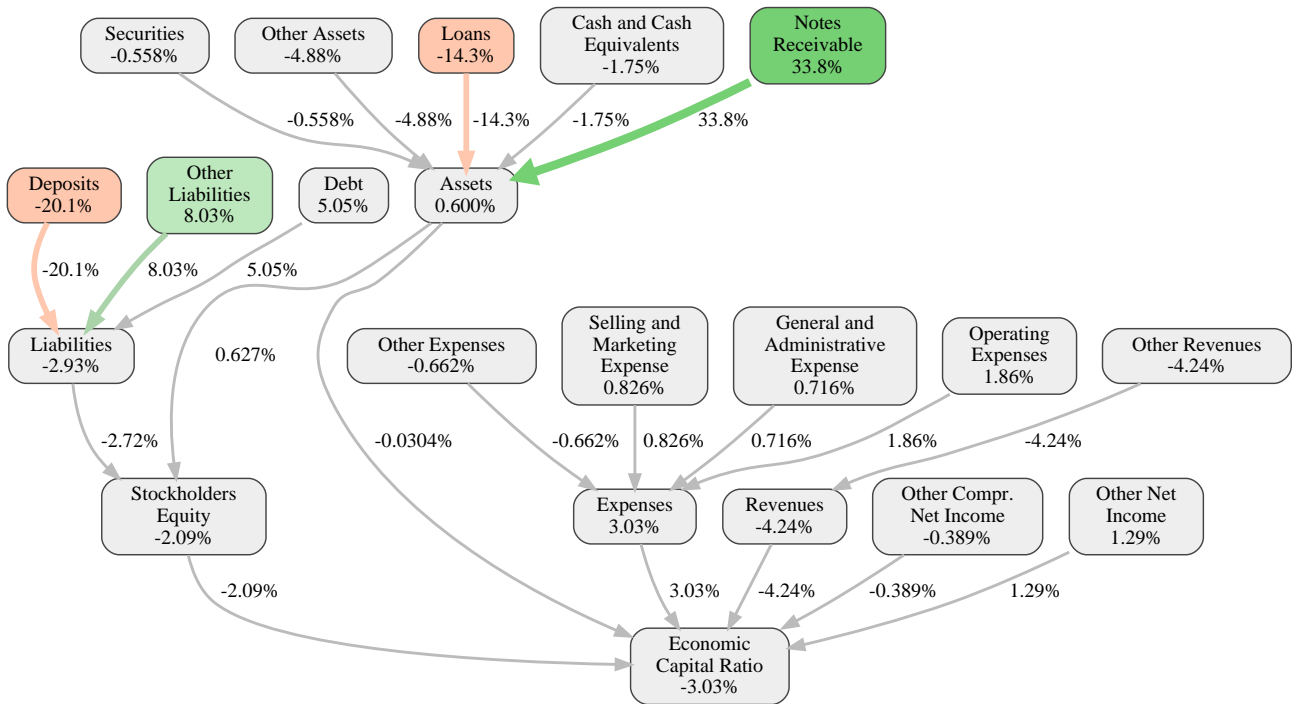 Securities
-0.558%
Other Assets
-4.88%
Loans
-14.3%
Cash and Cash
Equivalents
-1.75%
Notes
Receivable
33.8%
-0.558%
-4.88%
-14.3%
-1.75%
33.8%
Deposits
-20.1%
Other
Liabilities
8.03%
Debt
5.05%
Assets
0.600%
-20.1%
8.03%
5.05%
Liabilities
-2.93%
0.627%
Other Expenses
-0.662%
Selling and
Marketing
Expense
0.826%
General and
Administrative
Expense
0.716%
Operating
Expenses
1.86%
Other Revenues
-4.24%
-2.72%
-0.0304%
-0.662%
0.826%
0.716%
1.86%
-4.24%
Stockholders
Equity
-2.09%
Expenses
3.03%
Revenues
-4.24%
Other Compr.
Net Income
-0.389%
Other Net
Income
1.29%
-2.09%
3.03%
-4.24%
-0.389%
1.29%
Economic
Capital Ratio
-3.03%